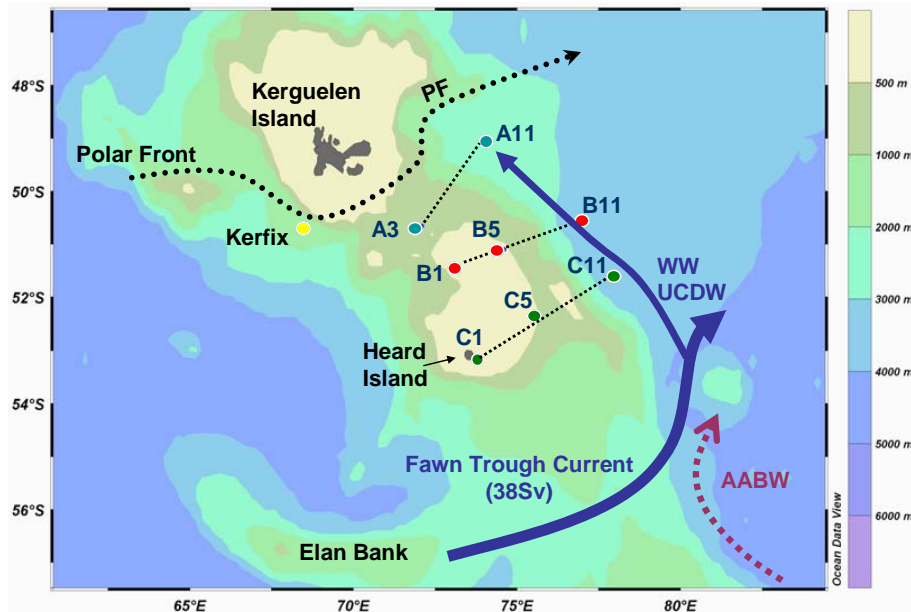 48°S
50°S
52°S
54°S
56°S
65°E
70°E
75°E
80°E
Kerguelen
Island
PF
Polar Front
Kerfix
A3
A11
B1
B5
B11
C11
C5
C1
Heard
Island
WW
UCDW
Fawn Trough Current
(38Sv)
AABW
Elan Bank
500 m
1000 m
2000 m
3000 m
4000 m
5000 m
6000 m
Ocean Data View